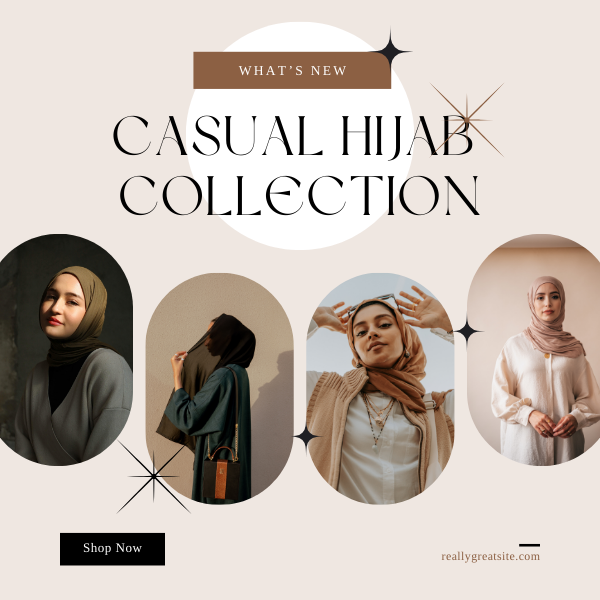 WHAT’S NEW
CASUAL HIJAB
COLLECTION
Shop Now
reallygreatsite.com